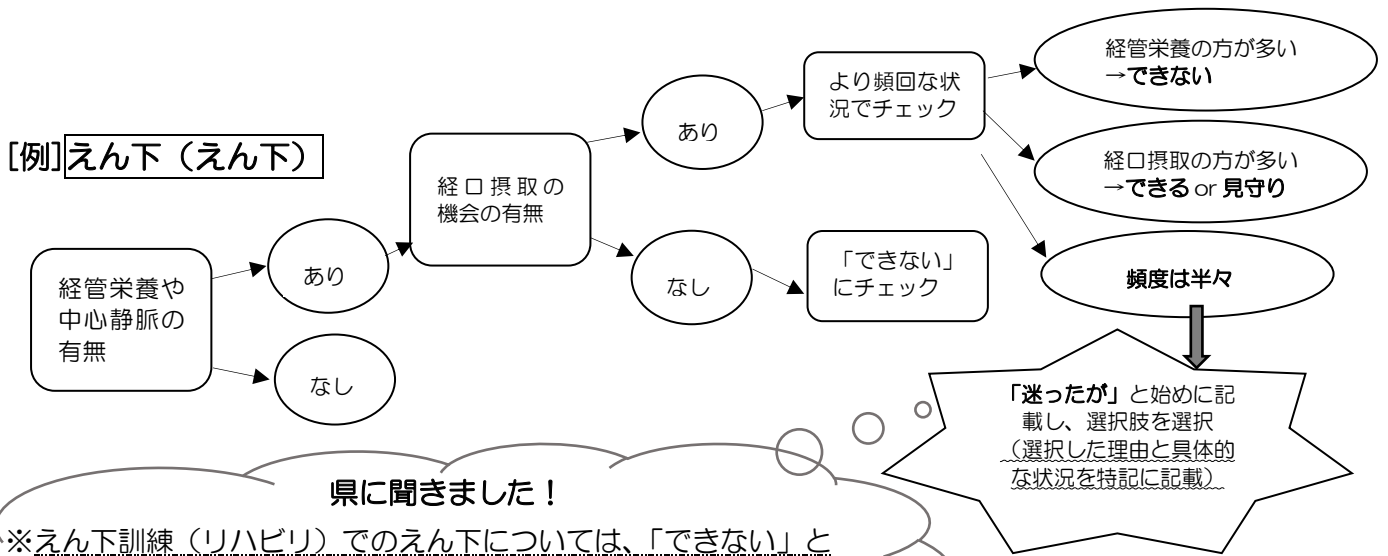 [例]えん下（えん下）
経管栄養や
中心静脈の
有無
あり
なし
経口摂取の
機会の有無
あり
なし
より頻回な状
況でチェック
「できない」
にチェック
経管栄養の方が多い
→できない
経口摂取の方が多い
→できる or 見守り
頻度は半々
「迷ったが」と始めに記
載し、選択肢を選択
（選択した理由と具体的
な状況を特記に記載）
県に聞きました！
※えん下訓練（リハビリ）でのえん下については、「できない」と